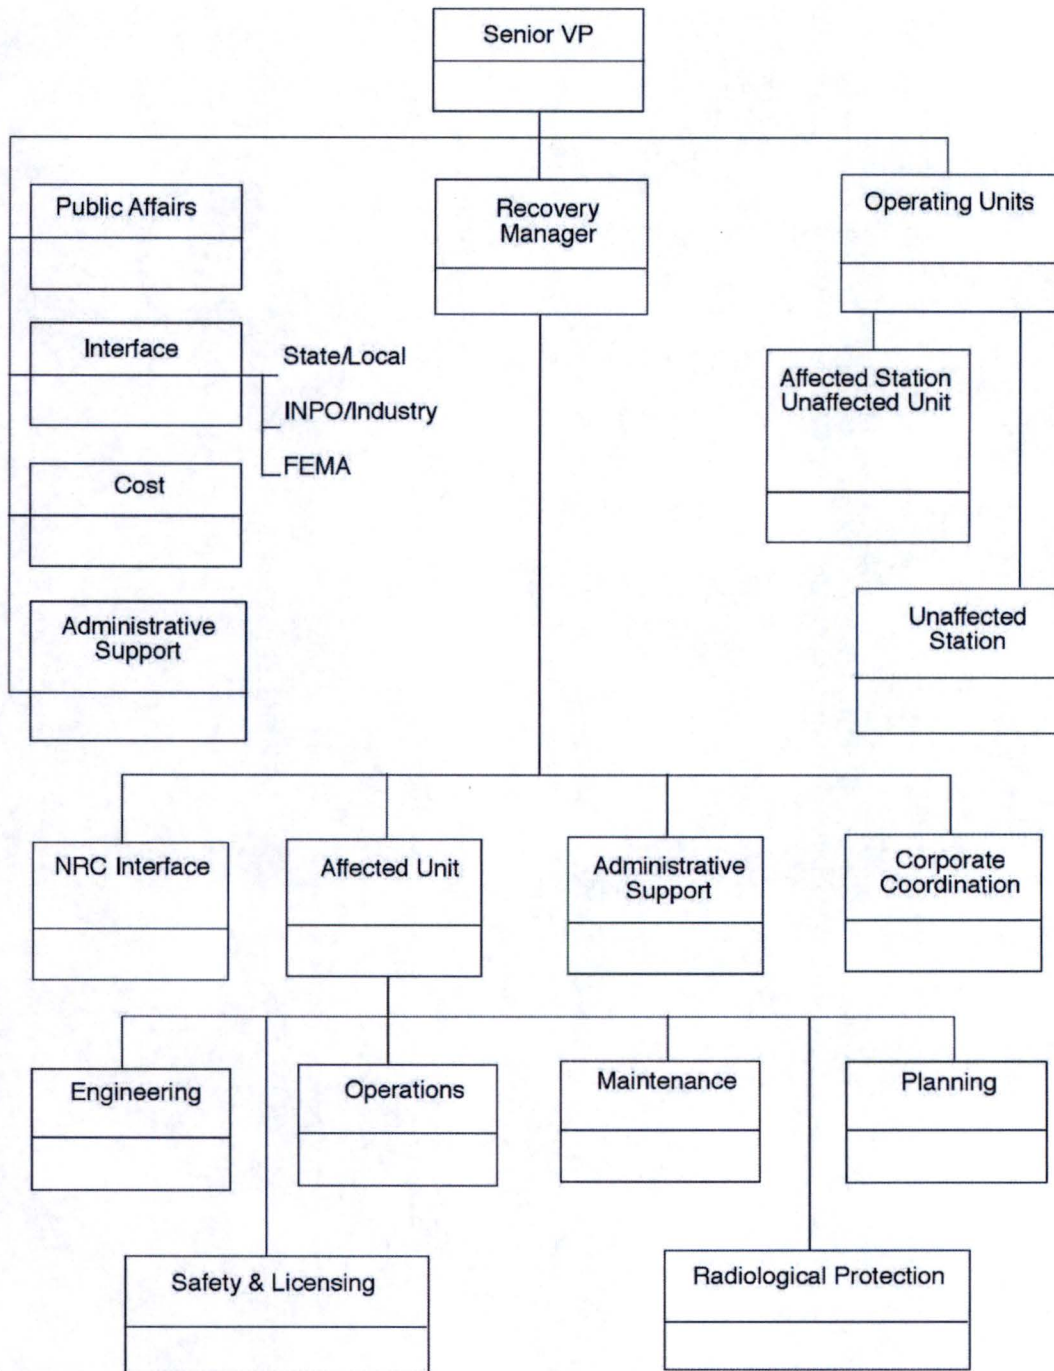 Senior VP
Public Affairs
Recovery
Manager
Operating Units
Interface
State/Local
INPO/Industry
FEMA
Affected Station
Unaffected Unit
Cost
Administrative
Support
Unaffected
Station
NRC Interface
Affected Unit
Administrative
Support
Corporate
Coordination
Engineering
Operations
Maintenance
Planning
Safety & Licensing
Radiological Protection